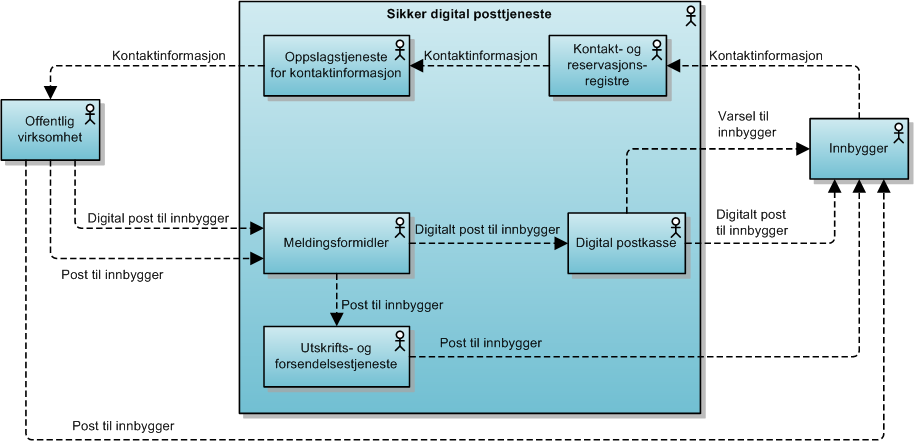 Sikker digital posttjeneste
Kontaktinformasjon
Oppslagstjeneste
for kontaktinformasjon
Kontaktinformasjon
Kontakt- og
reservasjons-
registre
Kontaktinformasjon
Offentlig
virksomhet
Varsel til
innbygger
Innbygger
Digital post til innbygger
Meldingsformidler
Digitalt post til innbygger
Digital postkasse
Digitalt post
til innbygger
Post til innbygger
Post til innbygger
Utskrifts- og
forsendelsestjeneste
Post til innbygger
Post til innbygger